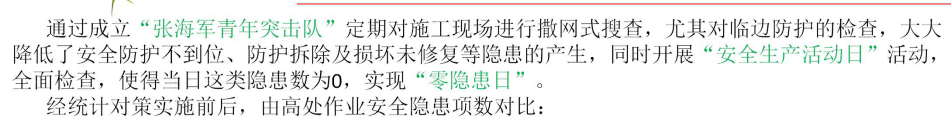 通过成立“张海军青年突击队”定期对施工现场进行撒网式搜查，尤其对临边防护的检查，大大
降低了安全防护不到位、防护拆除及损坏未修复等隐患的产生，同时开展“安全生产活动日”活动，
全面检查，使得当日这类隐患数为0，实现“零隐患日”。
经统计对策实施前后，由高处作业安全隐患项数对比：